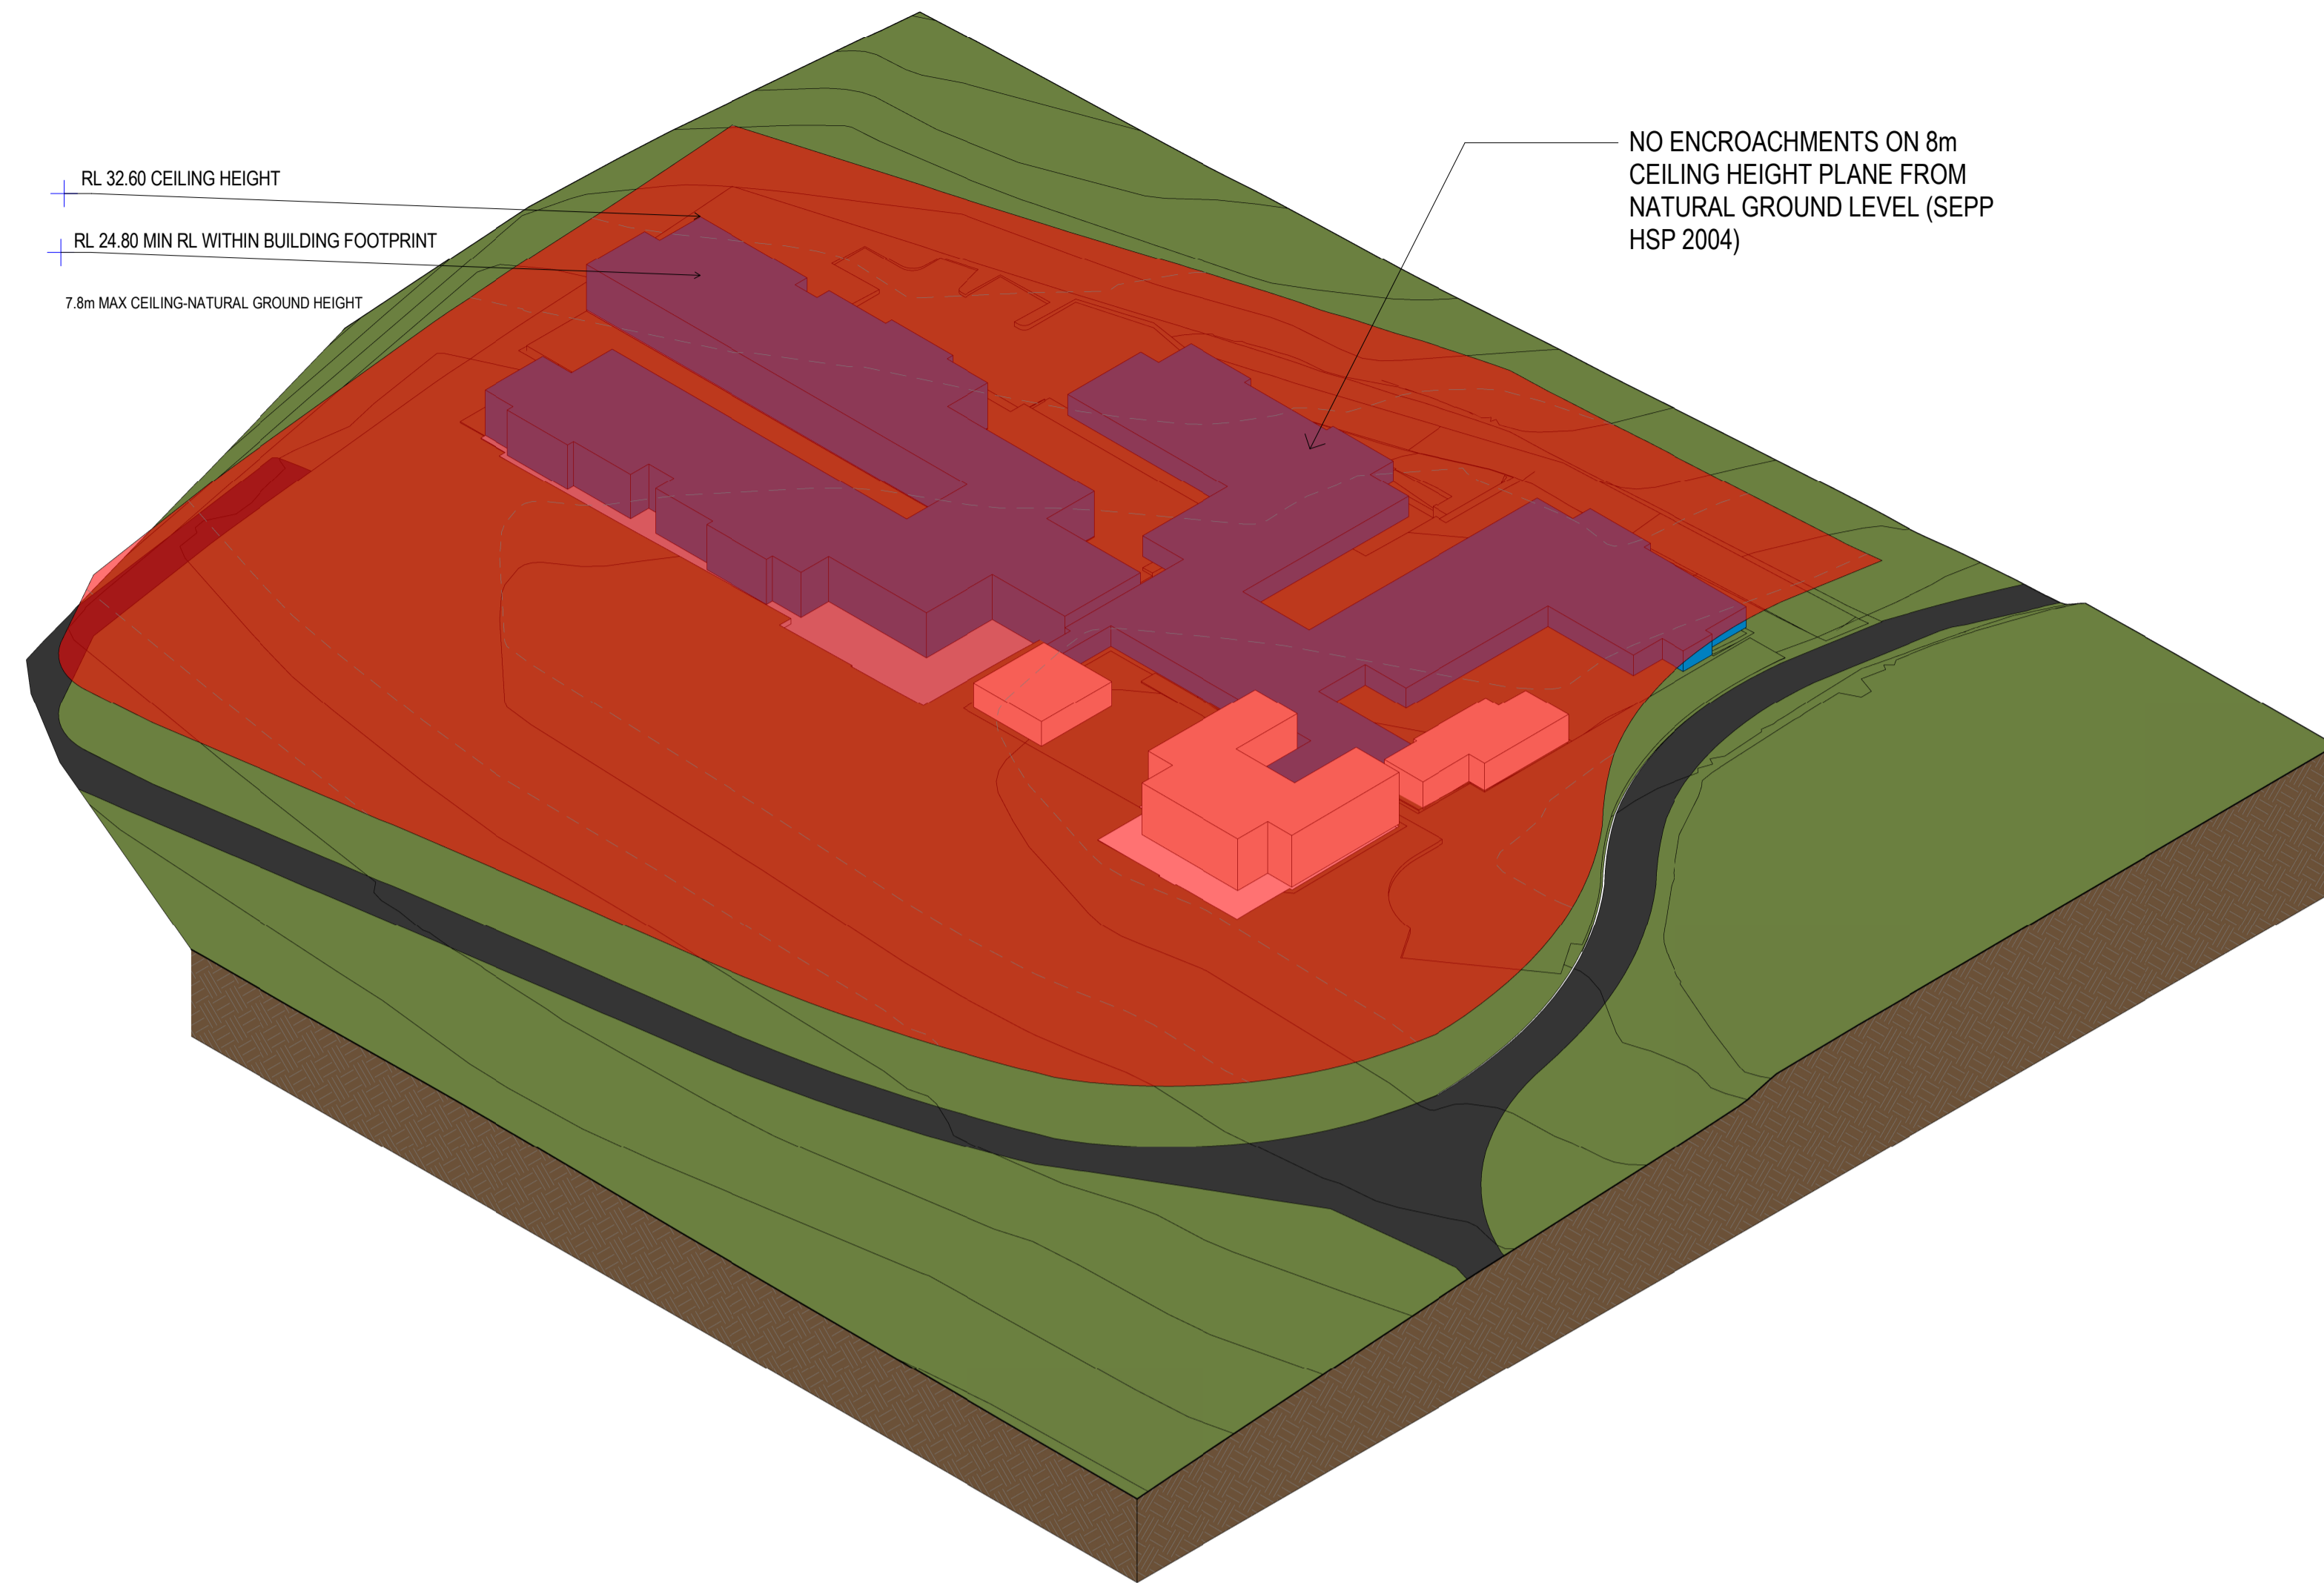 RL 32.60 CEILING HEIGHT
RL 24.80 MIN RL WITHIN BUILDING FOOTPRINT
7.8m MAX CEILING-NATURAL GROUND HEIGHT
NO ENCROACHMENTS ON 8m
CEILING HEIGHT PLANE FROM
NATURAL GROUND LEVEL (SEPP
HSP 2004)